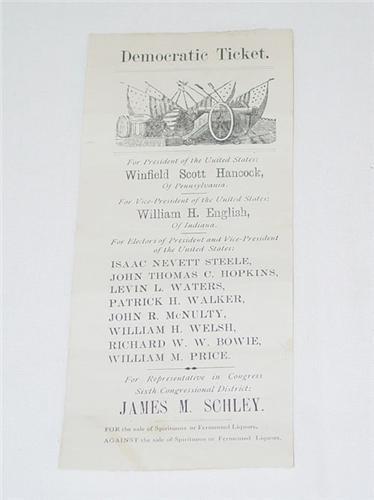 Democratic Ticket.
For President of the United States:
Winfield Scott Hancock,
Of Pennsylvania.
For Vice-President of the United States:
William H. English,
Of Indiana.
For Electors of President and Vice-President
of the United States:
ISAAC NEVETT STEELE,
JOHN THOMAS C. HOPKINS,
LEVIN L. WATERS,
PATRICK H. WALKER,
JOHN R. McNULTY,
WILLIAM H. WELSH,
RICHARD W. W. BOWIE,
WILLIAM M. PRICE.
For Representative in Congress
Sixth Congressional District:
JAMES M. SCHLEY.
FOR the sale of Spirituous or Fermented Liquors.
AGAINST the sale of Spirituous or Fermented Liquors.